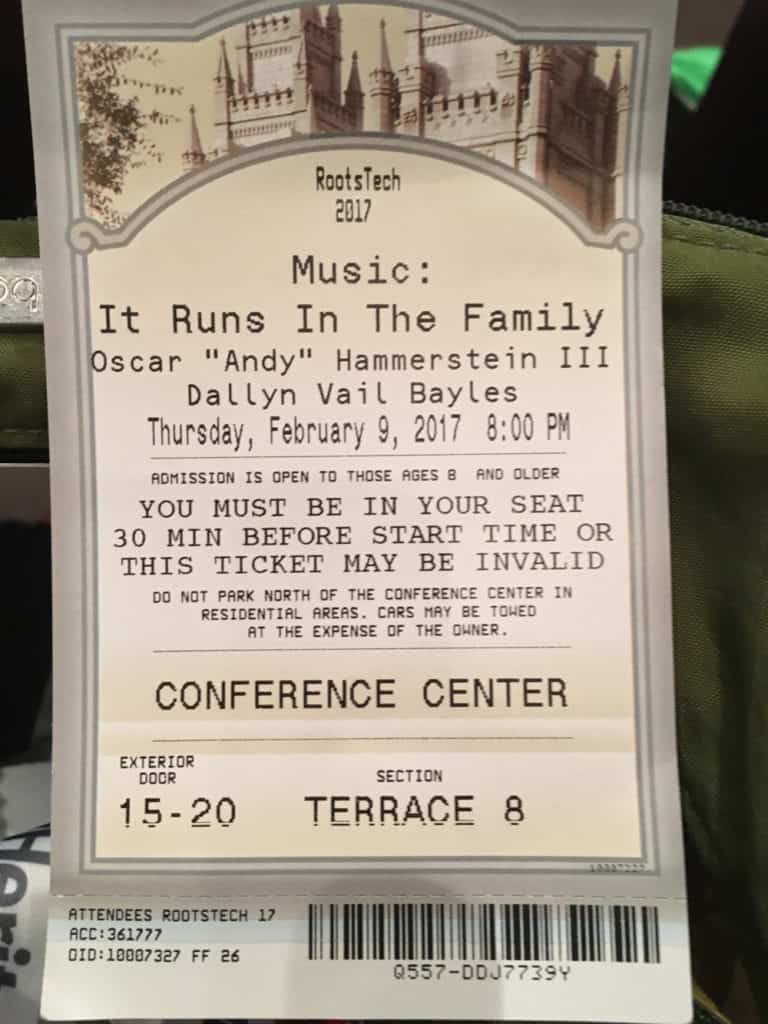 RootsTech
2017
Music:
It Runs In The Family
Oscar "Andy" Hammerstein III
Dallyn Vail Bayles
Thursday, February 9, 2017 8:00 PM
ADMISSION IS OPEN TO THOSE AGES 8 AND OLDER
YOU MUST BE IN YOUR SEAT
30 MIN BEFORE START TIME OR
THIS TICKET MAY BE INVALID
DO NOT PARK NORTH OF THE CONFERENCE CENTER IN
RESIDENTIAL AREAS. CARS MAY BE TOWED
AT THE EXPENSE OF THE OWNER.
CONFERENCE CENTER
EXTERIOR
DOOR
SECTION
15-20 TERRACE 8
10007327
ATTENDEES ROOTSTECH 17
ACC:361777
OID:10007327 FF 26
Q557-DDJ7739Y